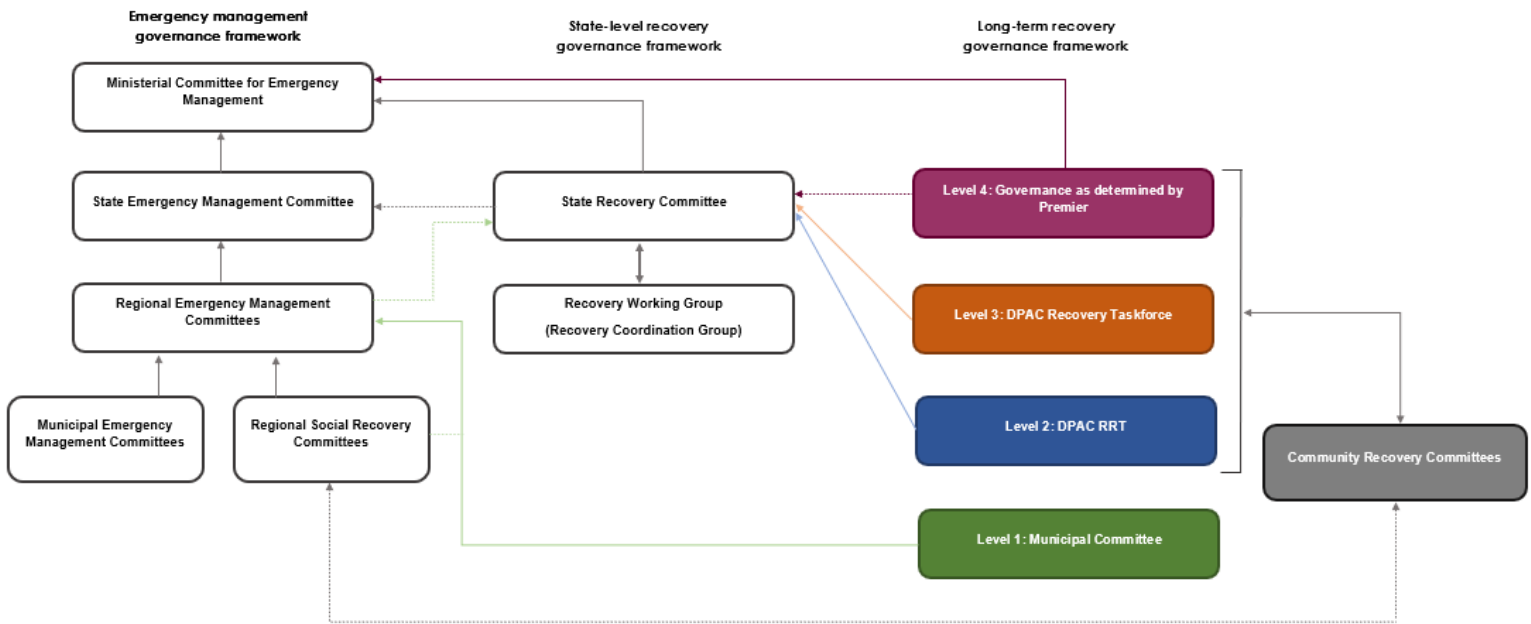 Emergency management
governance framework
State-level recovery
governance framework
Long-term recovery
governance framework
Ministerial Committee for Emergency
Management
State Emergency Management Committee
State Recovery Committee
Level 4: Governance as determined by
Premier
Regional Emergency Management
Committees
Recovery Working Group
(Recovery Coordination Group)
Level 3: DPAC Recovery Taskforce
Municipal Emergency
Management Committees
Regional Social Recovery
Committees
Level 2: DPAC RRT
Community Recovery Committees
Level 1: Municipal Committee